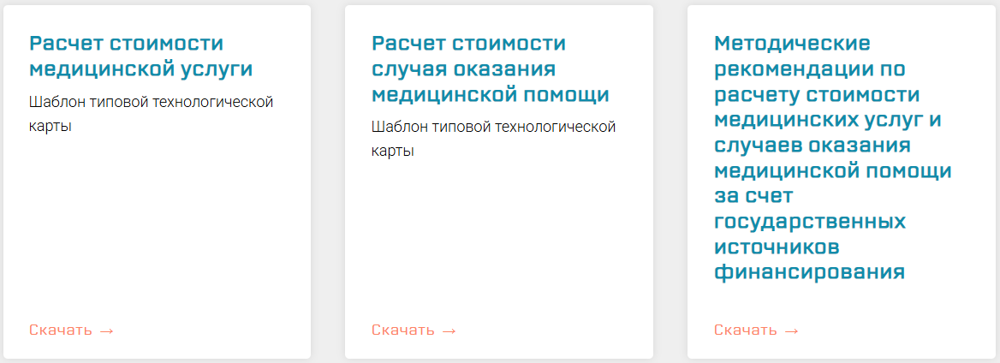 Расчет стоимости
медицинской услуги
Шаблон типовой технологической
карты
Скачать →
Расчет стоимости
случая оказания
медицинской помощи
Шаблон типовой технологической
карты
Скачать →
Методические
рекомендации по
расчету стоимости
медицинских услуг и
случаев оказания
медицинской помощи
за счет
государственных
источников
финансирования
Скачать →